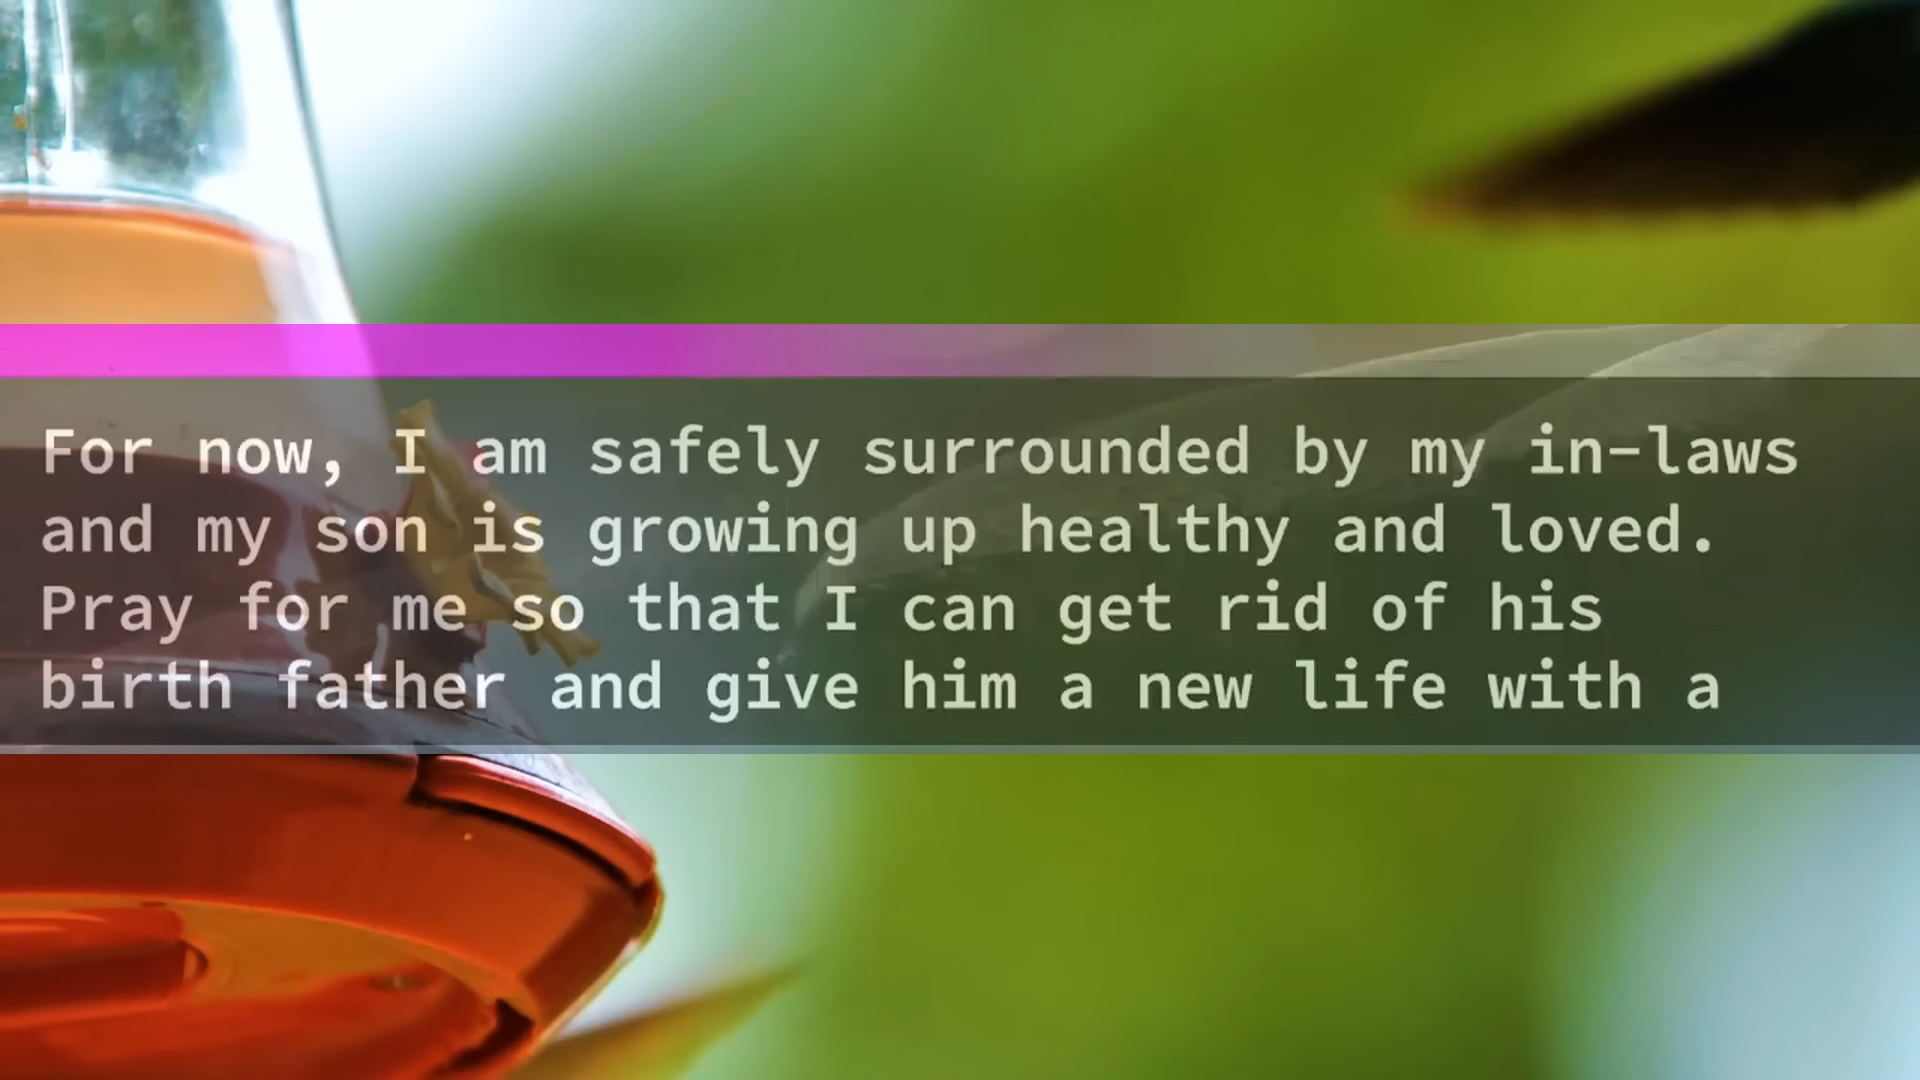 For now, I am safely surrounded by my in-laws
and my son is growing up healthy and loved.
Pray for me so that I can get rid of his
birth father and give him a new life with a